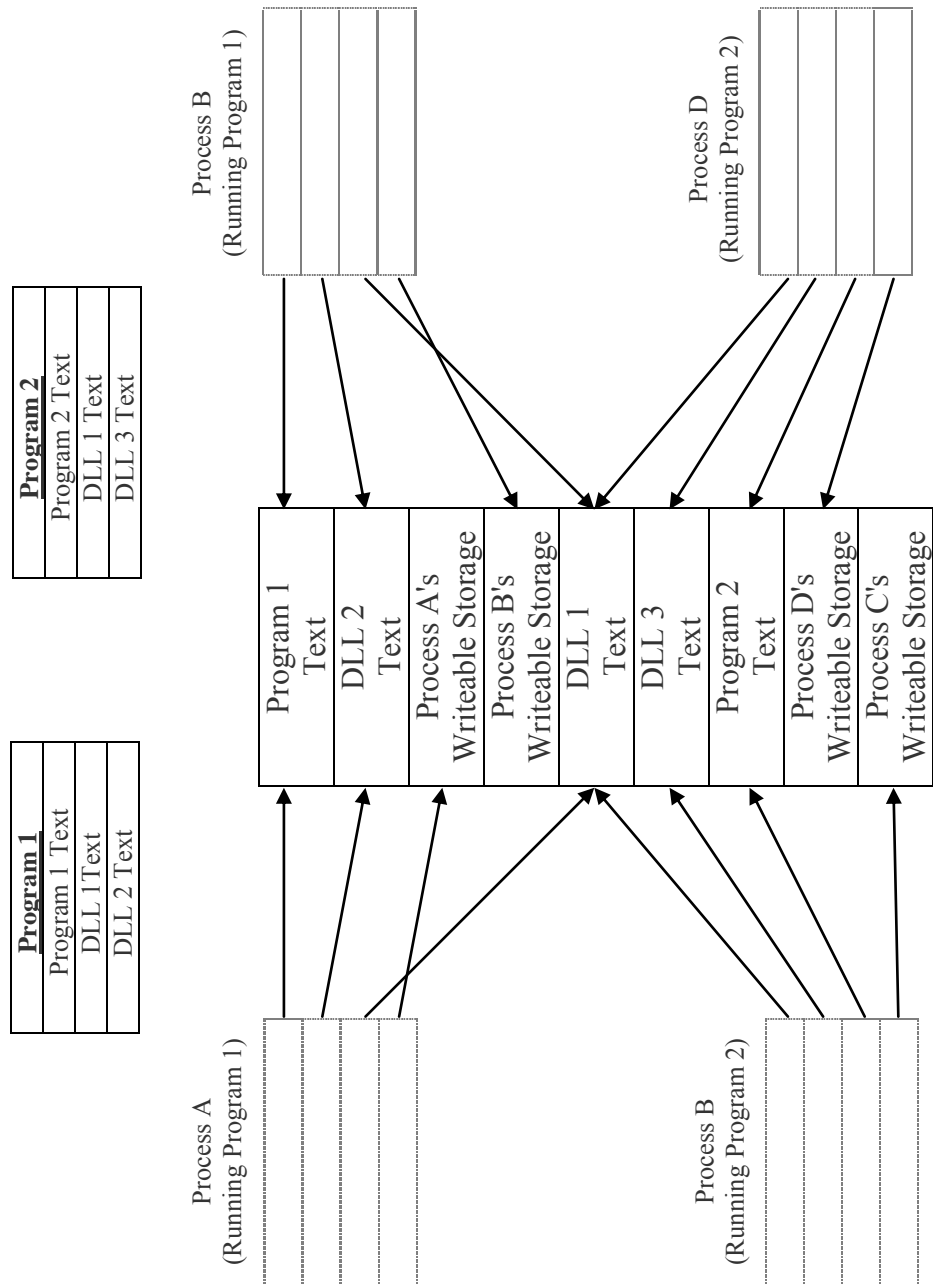 Program 1
Program 1 Text
DLL 1Text
DLL 2 Text
Program 2
Program 2 Text
DLL 1 Text
DLL 3 Text
Process A
(Running Program 1)
Process B
(Running Program 1)
Program 1
Text
DLL 2
Text
Process A's
Writeable Storage
Process B's
Writeable Storage
DLL 1
Text
DLL 3
Text
Program 2
Text
Process D's
Writeable Storage
Process C's
Writeable Storage
Process B
(Running Program 2)
Process D
(Running Program 2)